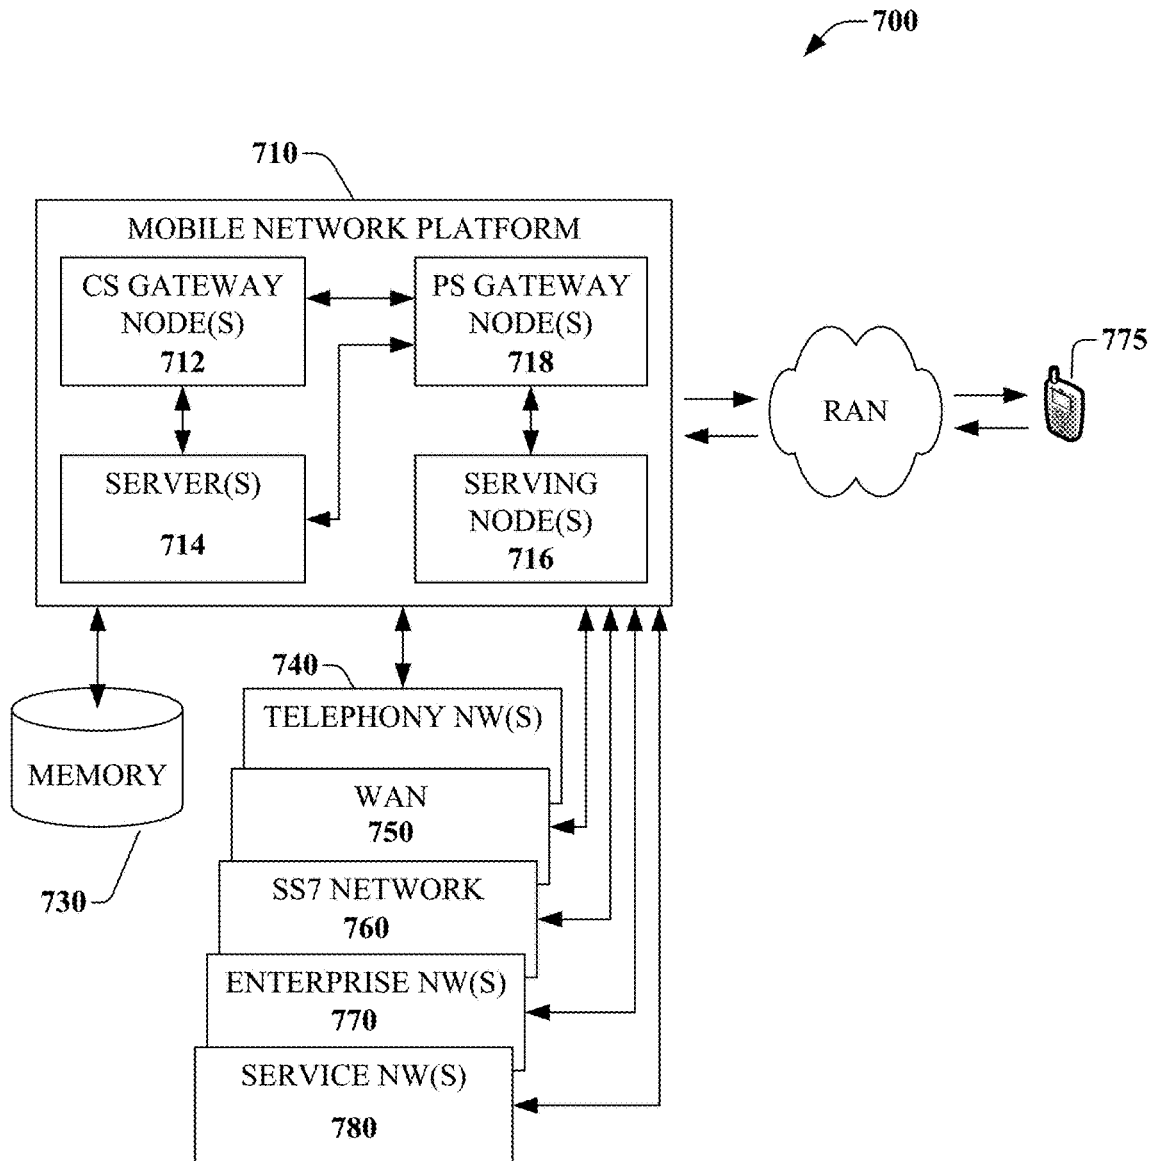 700
710
MOBILE NETWORK PLATFORM
CS GATEWAY
NODE(S)
712
PS GATEWAY
NODE(S)
718
SERVER(S)
714
SERVING
NODE(S)
716
RAN
775
740
TELEPHONY NW(S)
MEMORY
730
WAN
750
SS7 NETWORK
760
ENTERPRISE NW(S)
770
SERVICE NW(S)
780